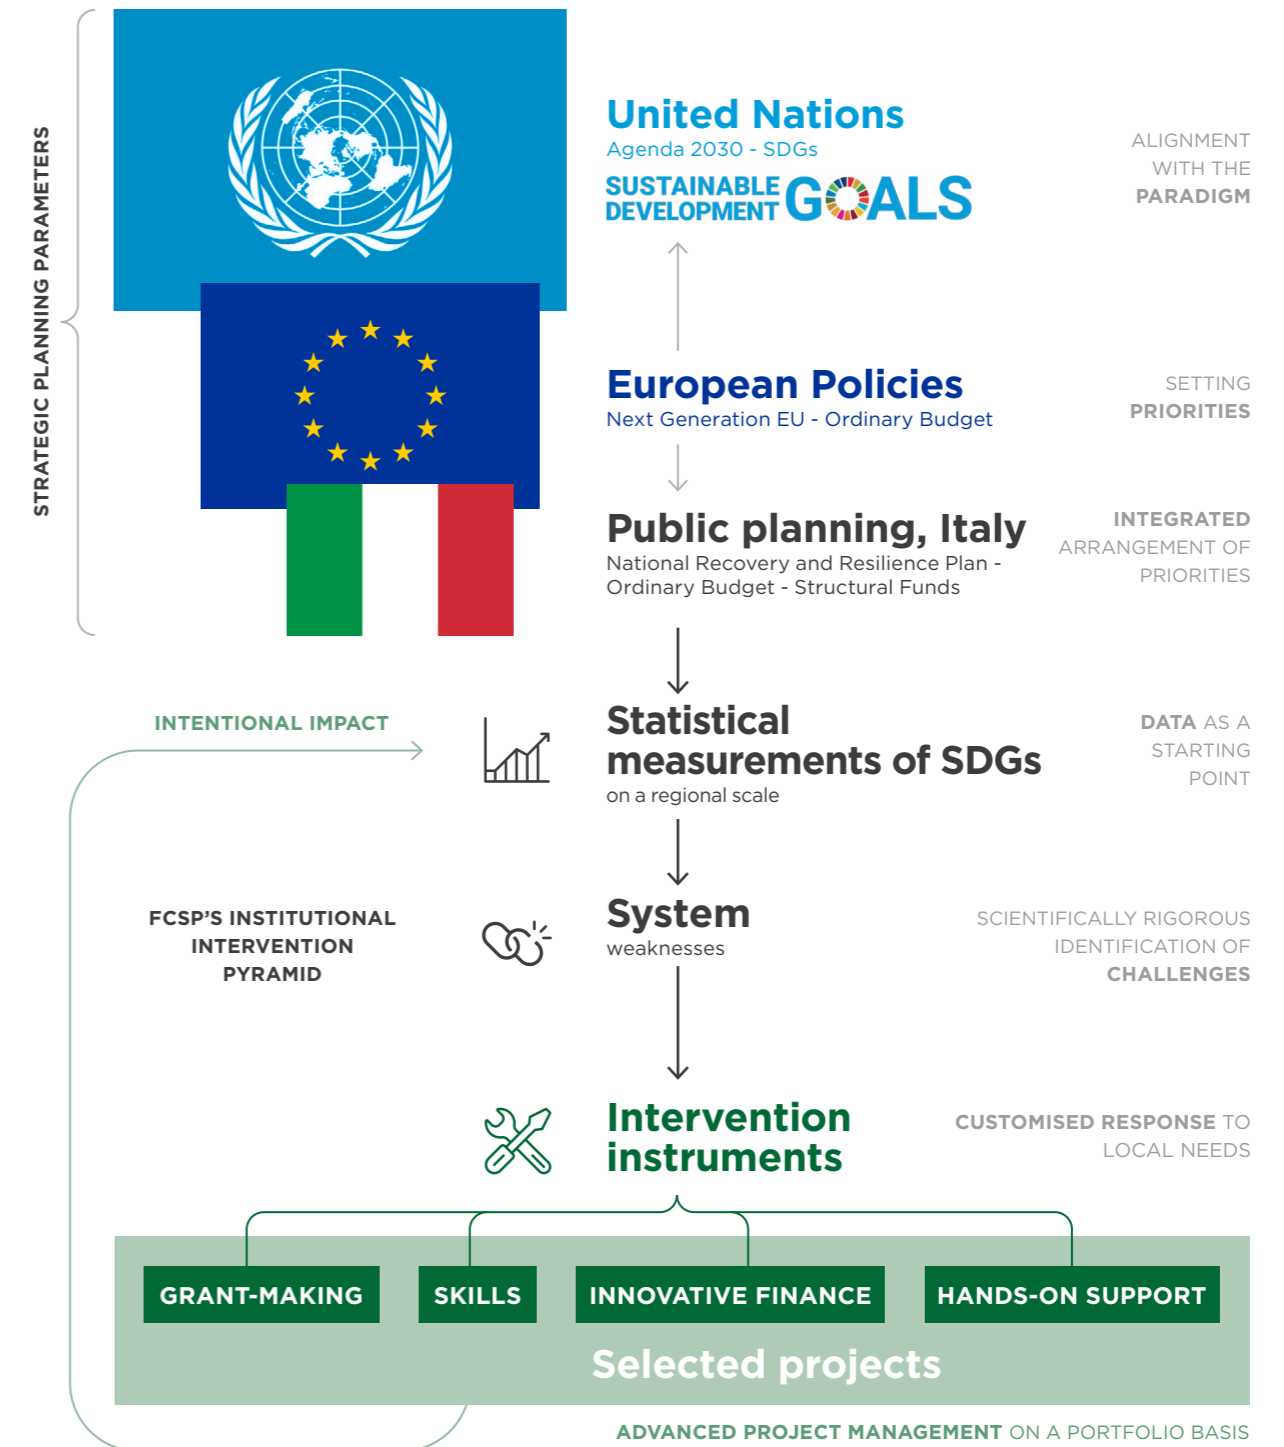 STRATEGIC PLANNING PARAMETERS
United Nations
Agenda 2030 - SDGs
SUSTAINABLE
DEVELOPMENT
GOALS
ALIGNMENT
WITH THE
PARADIGM
European Policies
Next Generation EU - Ordinary Budget
SETTING
PRIORITIES
Public planning, Italy
National Recovery and Resilience Plan -
Ordinary Budget - Structural Funds
INTEGRATED
ARRANGEMENT OF
PRIORITIES
INTENTIONAL IMPACT
Statistical
measurements of SDGs
on a regional scale
DATA AS A
STARTING
POINT
FCSP'S INSTITUTIONAL
INTERVENTION
PYRAMID
System
weaknesses
SCIENTIFICALLY RIGOROUS
IDENTIFICATION OF
CHALLENGES
Intervention
instruments
CUSTOMISED RESPONSE TO
LOCAL NEEDS
GRANT-MAKING
SKILLS
INNOVATIVE FINANCE
HANDS-ON SUPPORT
Selected projects
ADVANCED PROJECT MANAGEMENT ON A PORTFOLIO BASIS